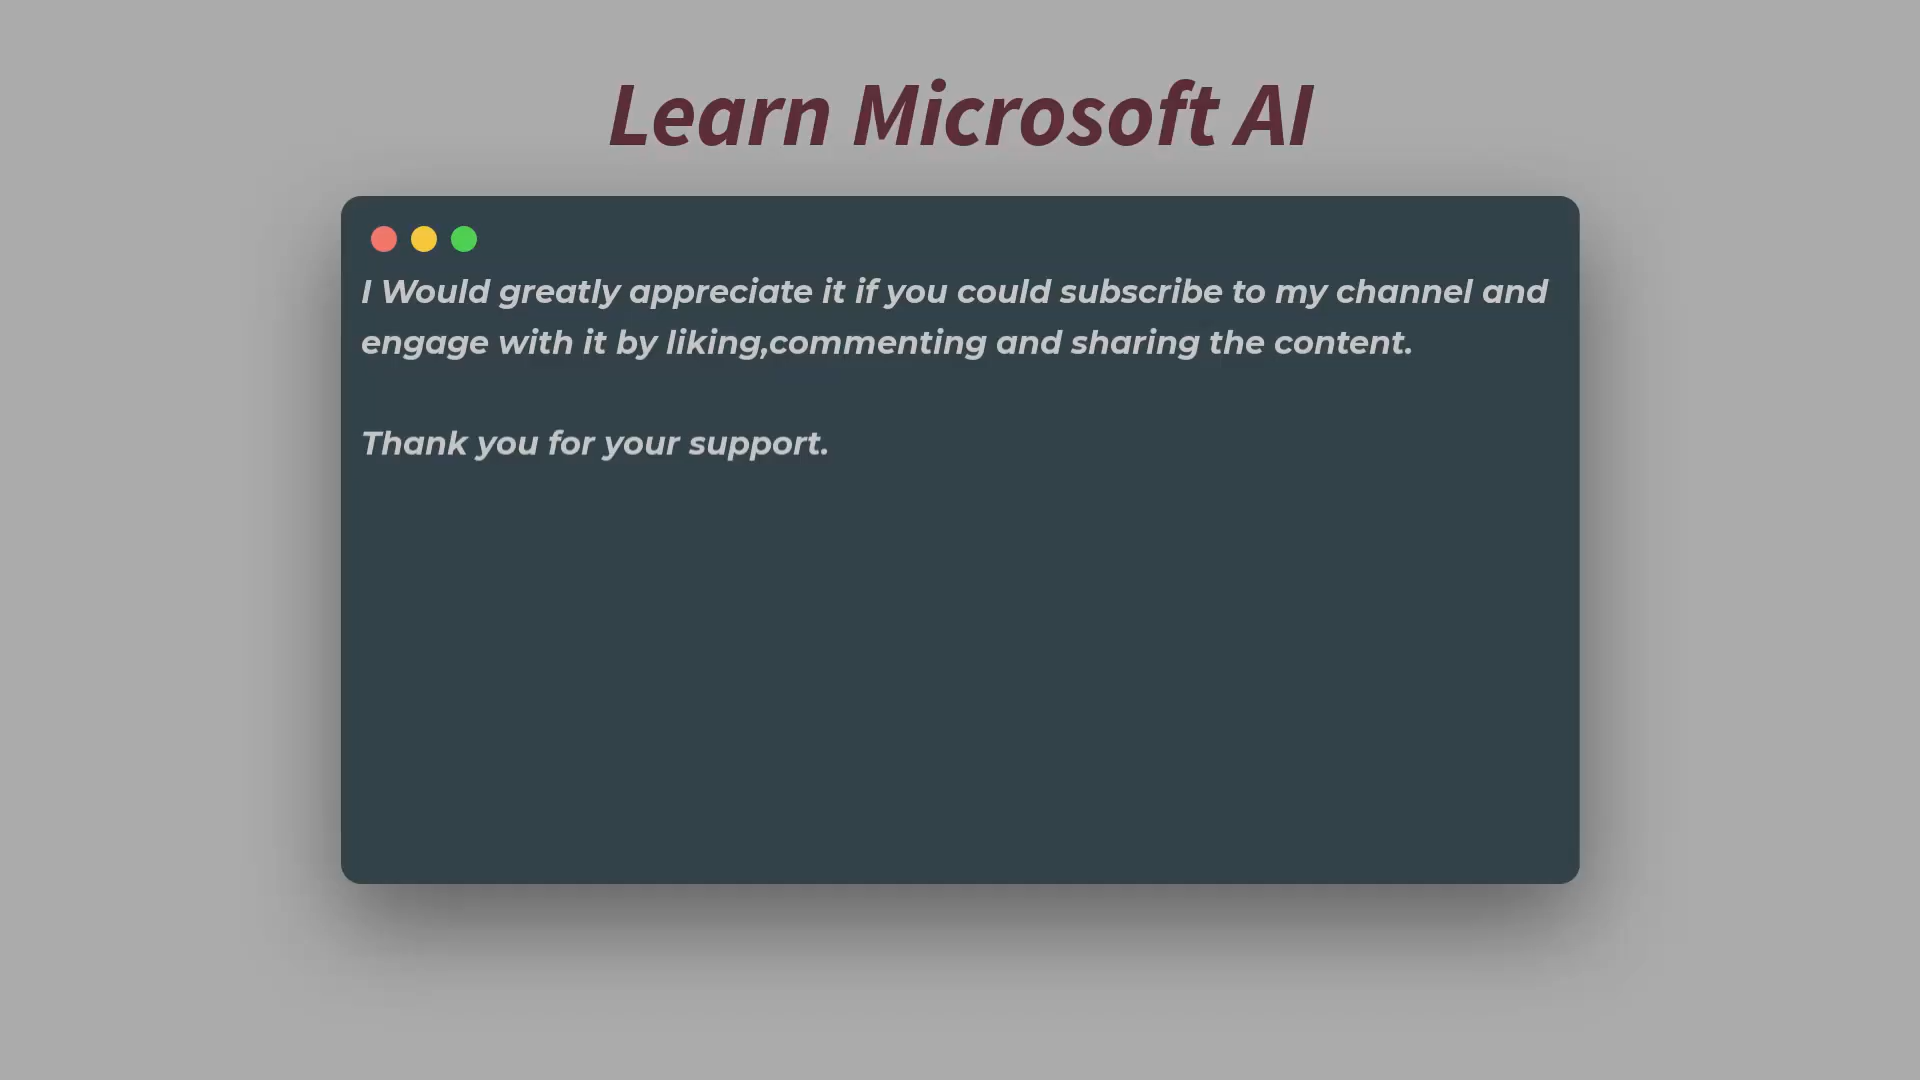 Learn Microsoft AI
I Would greatly appreciate it if you could subscribe to my channel and
engage with it by liking,commenting and sharing the content.
Thank you for your support.